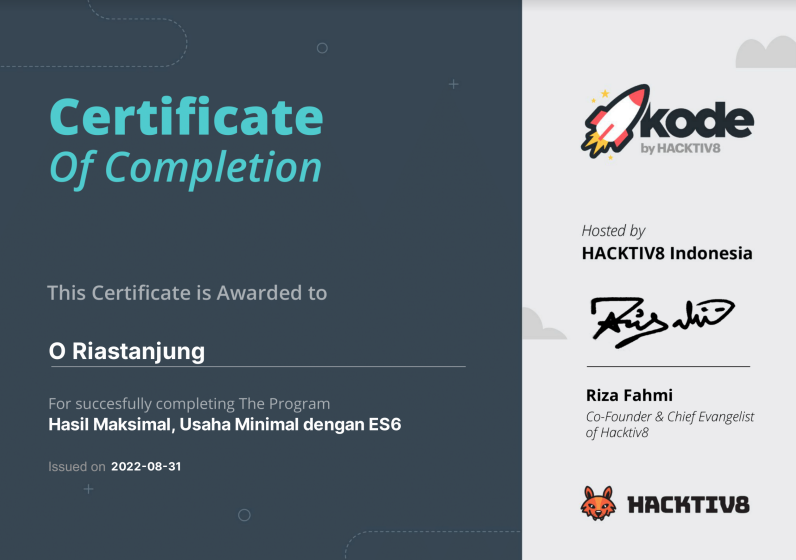 Certificate
Of Completion
This Certificate is Awarded to
O Riastanjung
For succesfully completing The Program
Hasil Maksimal, Usaha Minimal dengan ES6
Issued on 2022-08-31
kode
by HACKTIV8
Hosted by
HACKTIV8 Indonesia
Riza Fahmi
Co-Founder & Chief Evangelist
of Hacktiv8
HACKTIV8